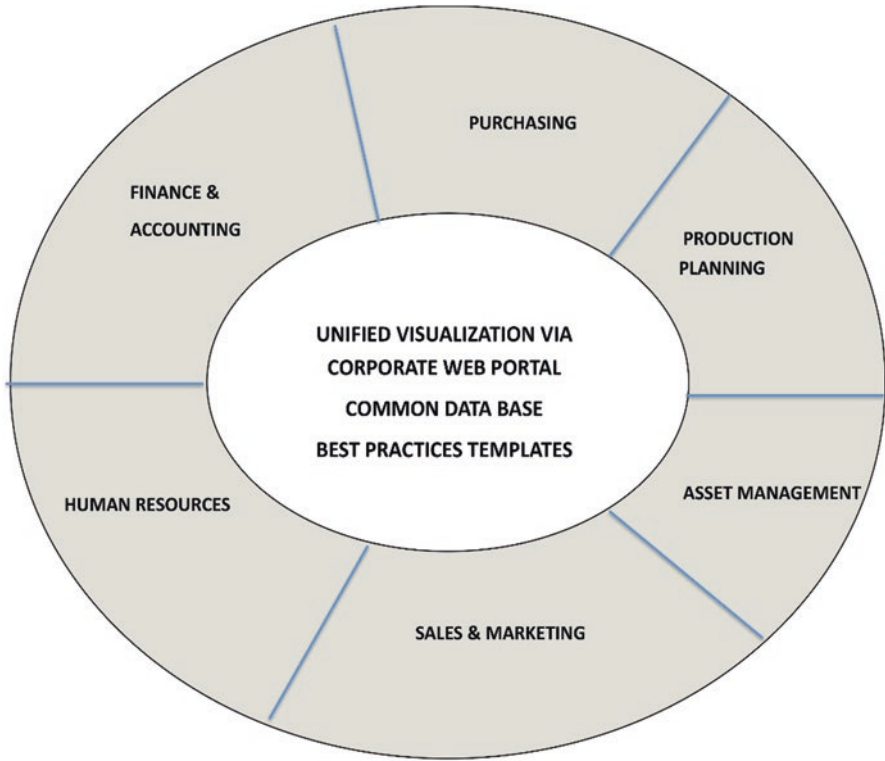 PURCHASING
FINANCE &
ACCOUNTING
PRODUCTION
PLANNING
UNIFIED VISUALIZATION VIA
CORPORATE WEB PORTAL
COMMON DATA BASE
BEST PRACTICES TEMPLATES
HUMAN RESOURCES
ASSET MANAGEMENT
SALES & MARKETING